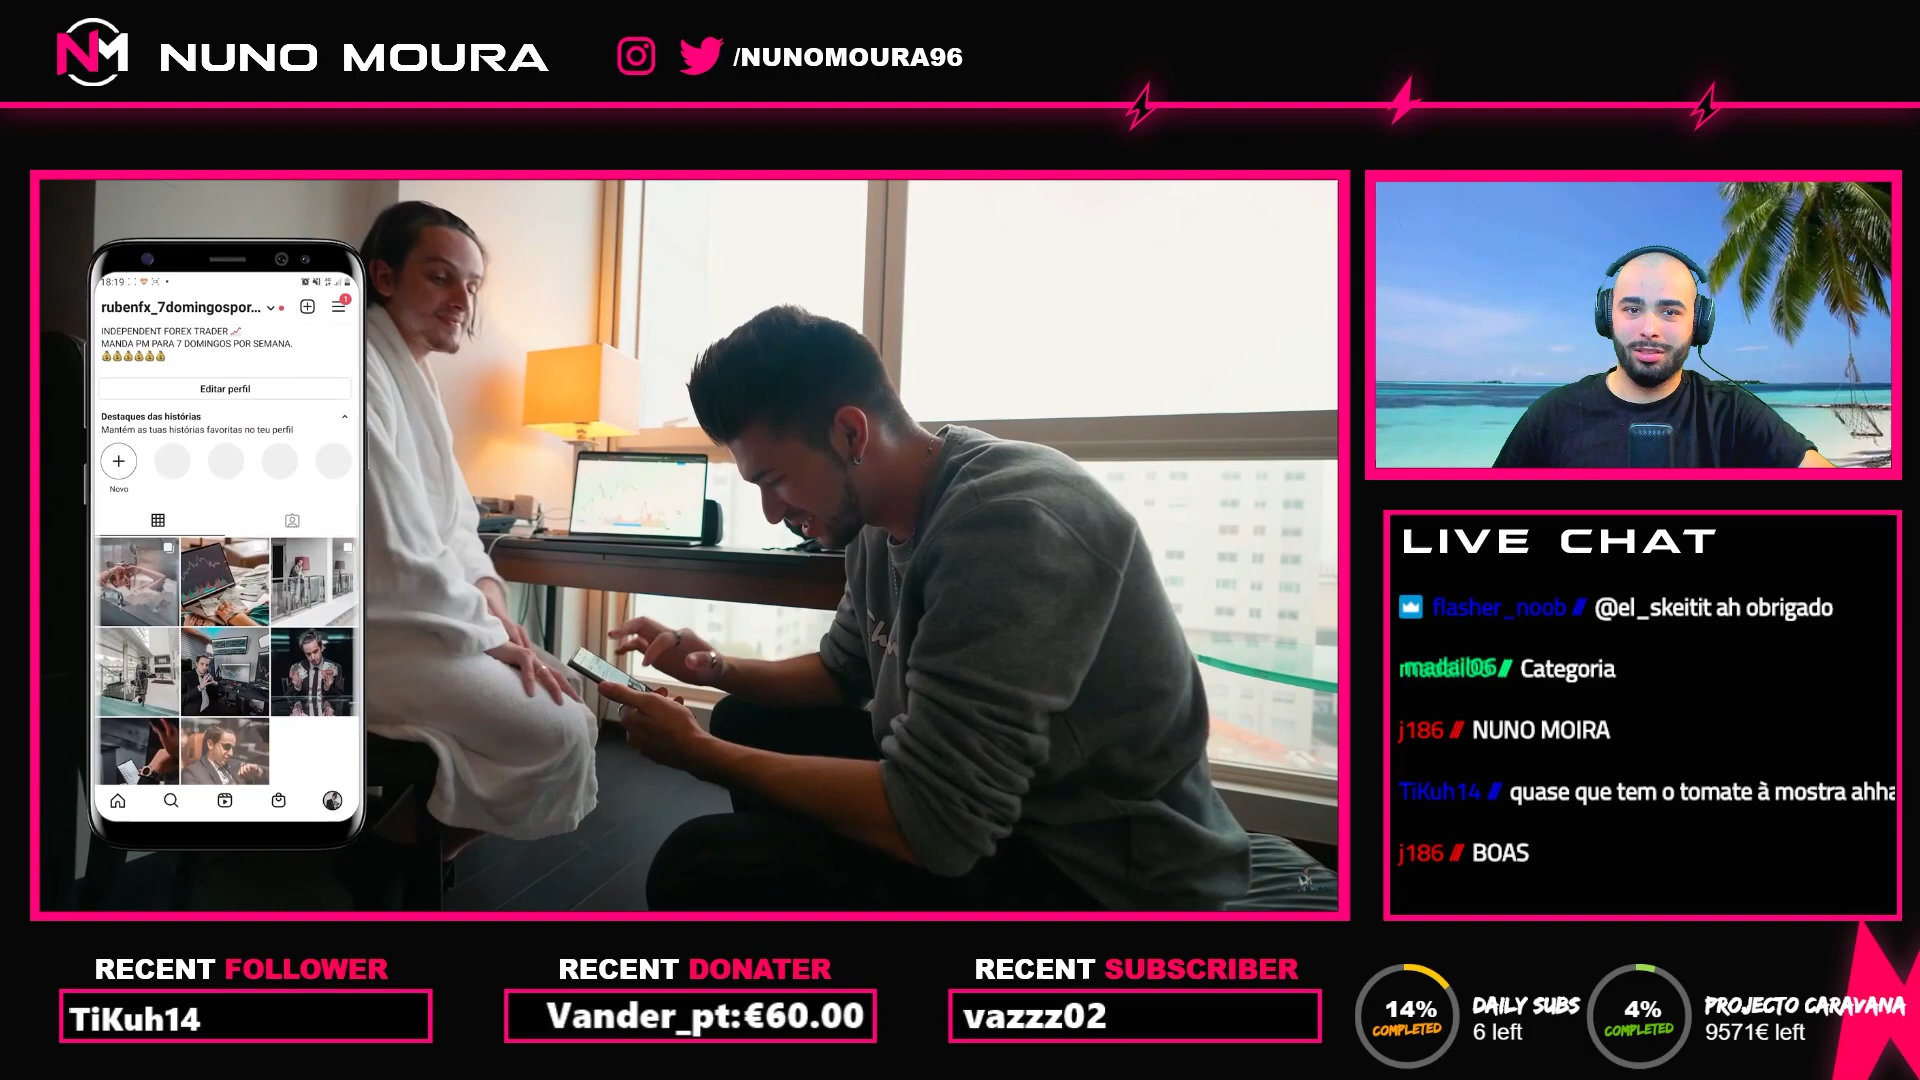 NM
NUNO MOURA
/NUNOMOURA96
18:19
rubenfx_7domingospor...
1
INDEPENDENT FOREX TRADER 📈
MANDA PM PARA 7 DOMINGOS POR SEMANA.
💰💰💰💰💰💰
Editar perfil
Destaques das histórias
Mantém as tuas histórias favoritas no teu perfil
Novo
LIVE CHAT
flasher_noob // @el_skeitit ah obrigado
madail06 // Categoria
j186 // NUNO MOIRA
TiKuh14 // quase que tem o tomate à mostra ahha
j186 // BOAS
RECENT FOLLOWER
TiKuh14
RECENT DONATER
Vander_pt:€60.00
RECENT SUBSCRIBER
vazzz02
14%
COMPLETED
DAILY SUBS
6 left
4%
COMPLETED
PROJECTO CARAVANA
9571€ left